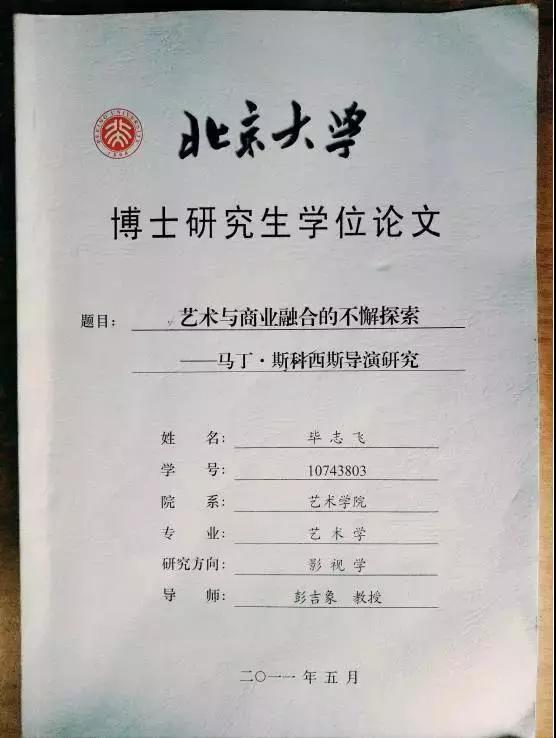 北京大学
博士研究生学位论文
题目： 艺术与商业融合的不懈探索
——马丁·斯科西斯导演研究
姓 名： 毕志飞
学 号： 10743803
院 系： 艺术学院
专 业： 艺术学
研究方向： 影视学
导 师： 彭吉象 教授
二〇一一年五月